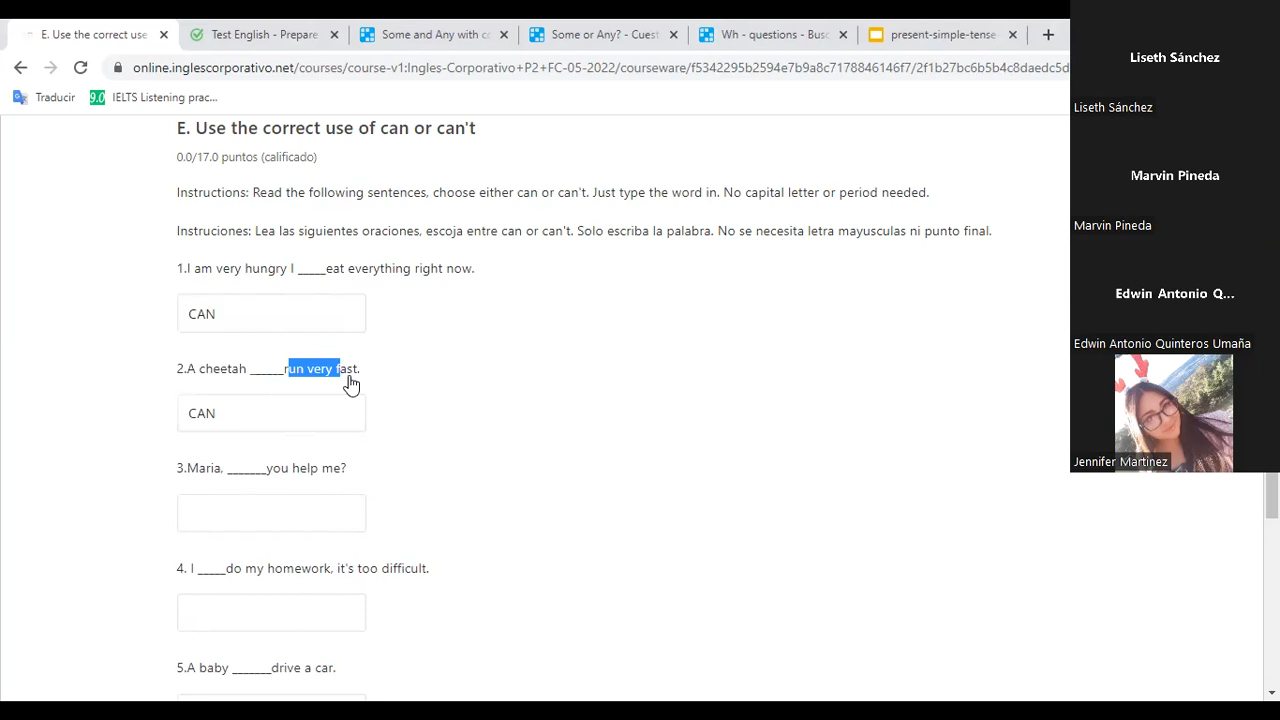 E. Use the correct use
Test English - Prepare
Some and Any with co
Some or Any? - Cuest
Wh - questions - Busc
present-simple-tense
online.inglescorporativo.net/courses/course-v1:Ingles-Corporativo+P2+FC-05-2022/courseware/f5342295b2594e7b9a8c7178846146f7/2f1b27bc6b5b4c8daedc5d
Traducir
9.0 IELTS Listening prac...
E. Use the correct use of can or can't
0.0/17.0 puntos (calificado)
Instructions: Read the following sentences, choose either can or can't. Just type the word in. No capital letter or period needed.
Instruciones: Lea las siguientes oraciones, escoja entre can or can't. Solo escriba la palabra. No se necesita letra mayusculas ni punto final.
1.I am very hungry I _____eat everything right now.
CAN
2.A cheetah ______run very fast.
CAN
3.Maria, _______you help me?
4. I _____do my homework, it's too difficult.
5.A baby _______drive a car.
Liseth Sánchez
Liseth Sánchez
Marvin Pineda
Marvin Pineda
Edwin Antonio Q...
Edwin Antonio Quinteros Umaña
Jennifer Martinez